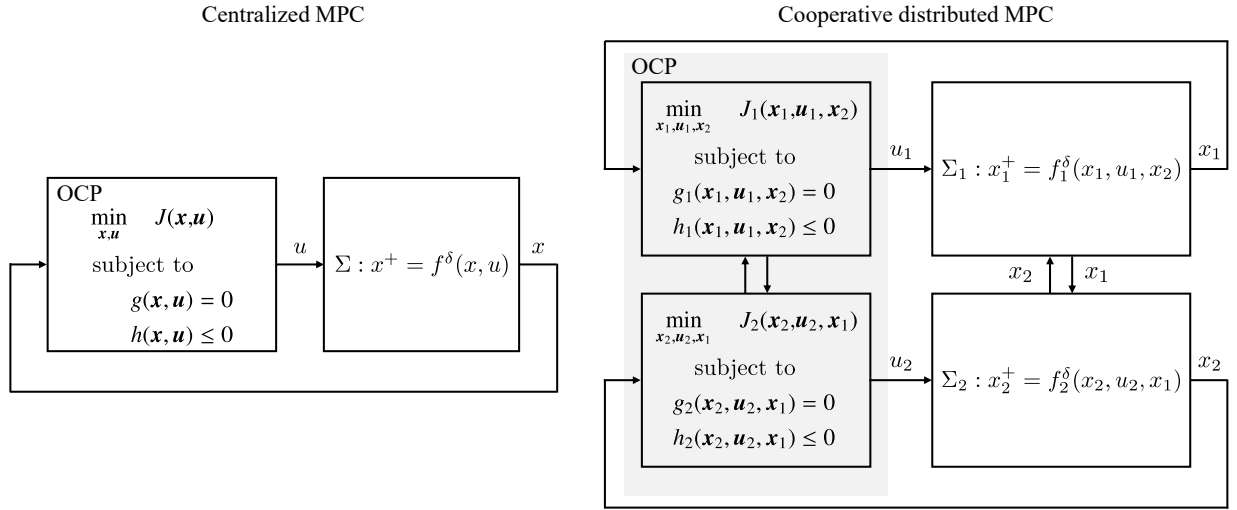 Centralized MPC
OCP
min J(x,u)
x,u
subject to
g(x, u) = 0
h(x, u) ≤ 0
u
Σ : x⁺ = f^δ(x, u)
x
Cooperative distributed MPC
OCP
min J₁(x₁,u₁, x₂)
x₁,u₁,x₂
subject to
g₁(x₁, u₁, x₂) = 0
h₁(x₁, u₁, x₂) ≤ 0
u₁
Σ₁ : x₁⁺ = f₁^δ(x₁, u₁, x₂)
x₁
x₂
x₁
min J₂(x₂,u₂, x₁)
x₂,u₂,x₁
subject to
g₂(x₂, u₂, x₁) = 0
h₂(x₂, u₂, x₁) ≤ 0
u₂
Σ₂ : x₂⁺ = f₂^δ(x₂, u₂, x₁)
x₂